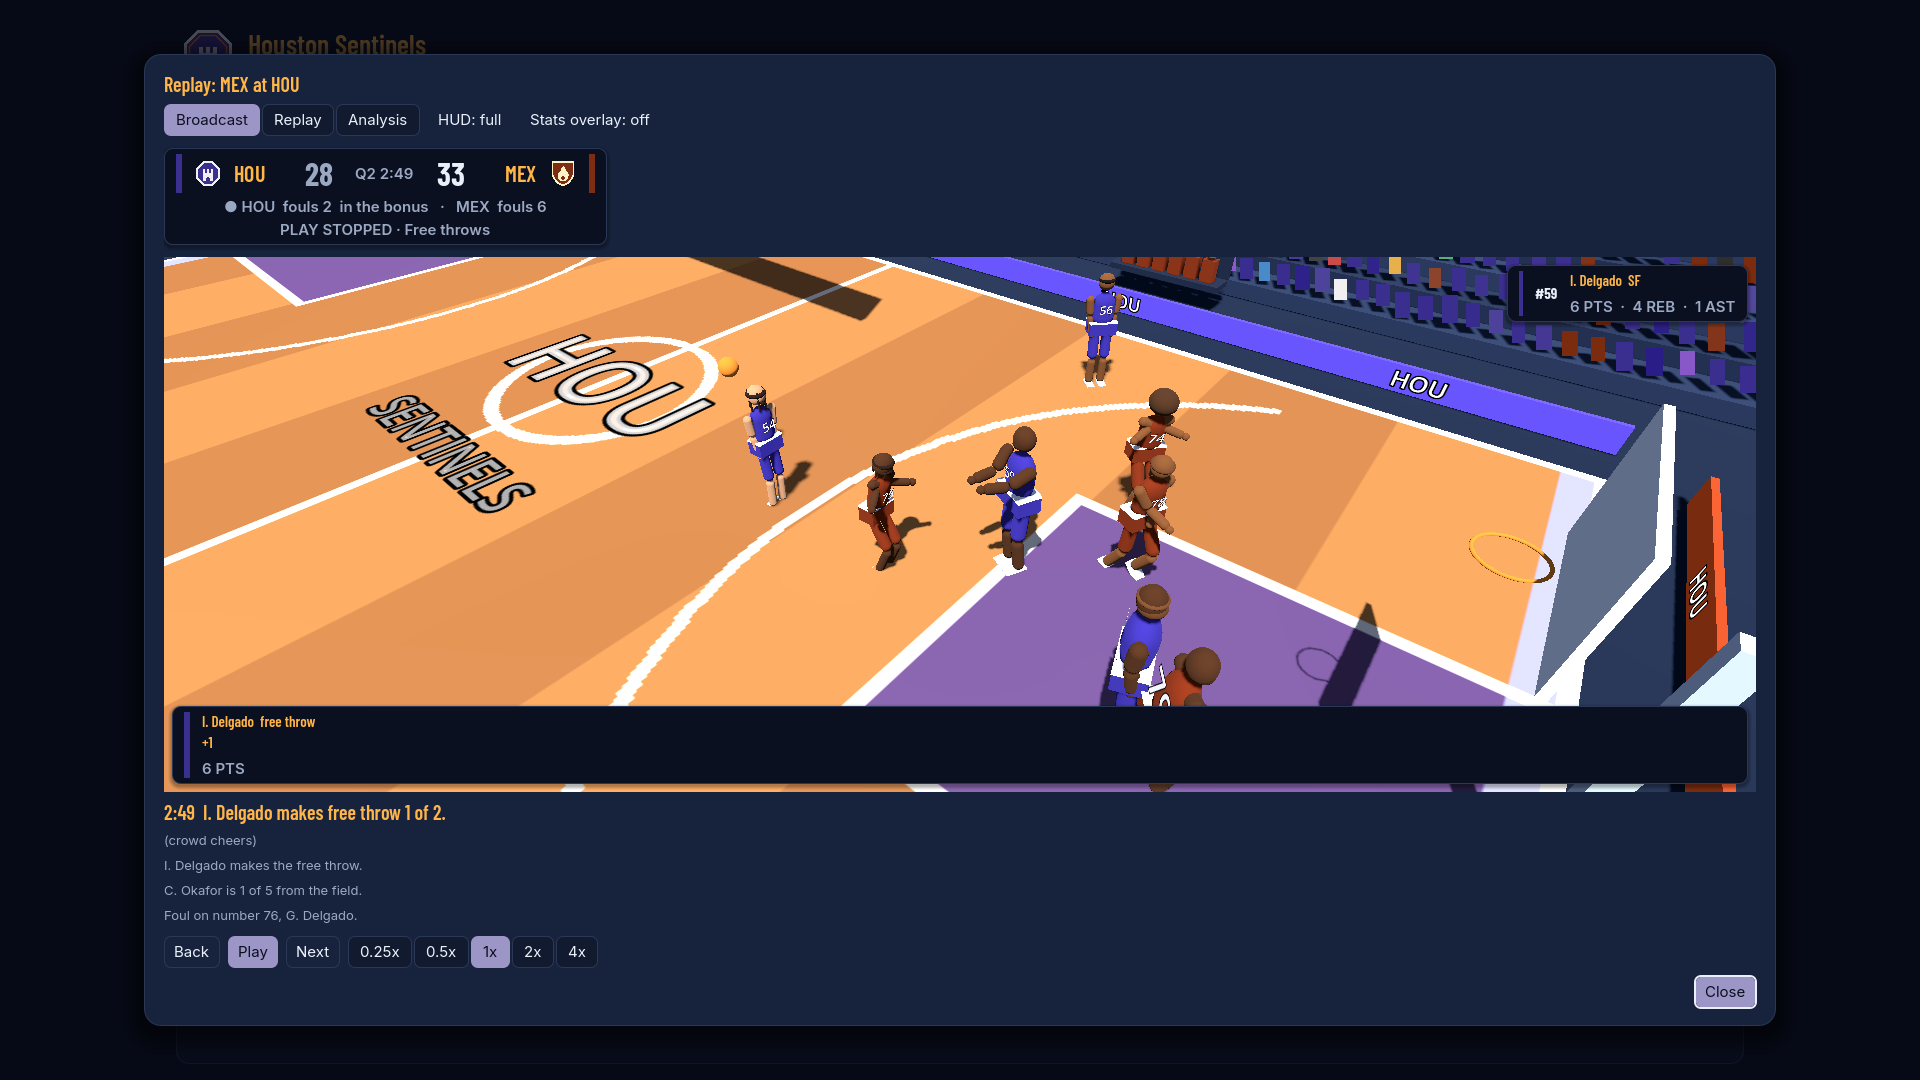 Houston Sentinels
Replay: MEX at HOU
Broadcast Replay Analysis HUD: full Stats overlay: off
HOU 28 Q2 2:49 33 MEX
HOU fouls 2 in the bonus · MEX fouls 6
PLAY STOPPED · Free throws
#59
I. Delgado SF
6 PTS · 4 REB · 1 AST
HOU
SENTINELS
HOU
HOU
HOU
56
54
74
I. Delgado free throw
+1
6 PTS
2:49 I. Delgado makes free throw 1 of 2.
(crowd cheers)
I. Delgado makes the free throw.
C. Okafor is 1 of 5 from the field.
Foul on number 76, G. Delgado.
Back Play Next 0.25x 0.5x 1x 2x 4x
Close